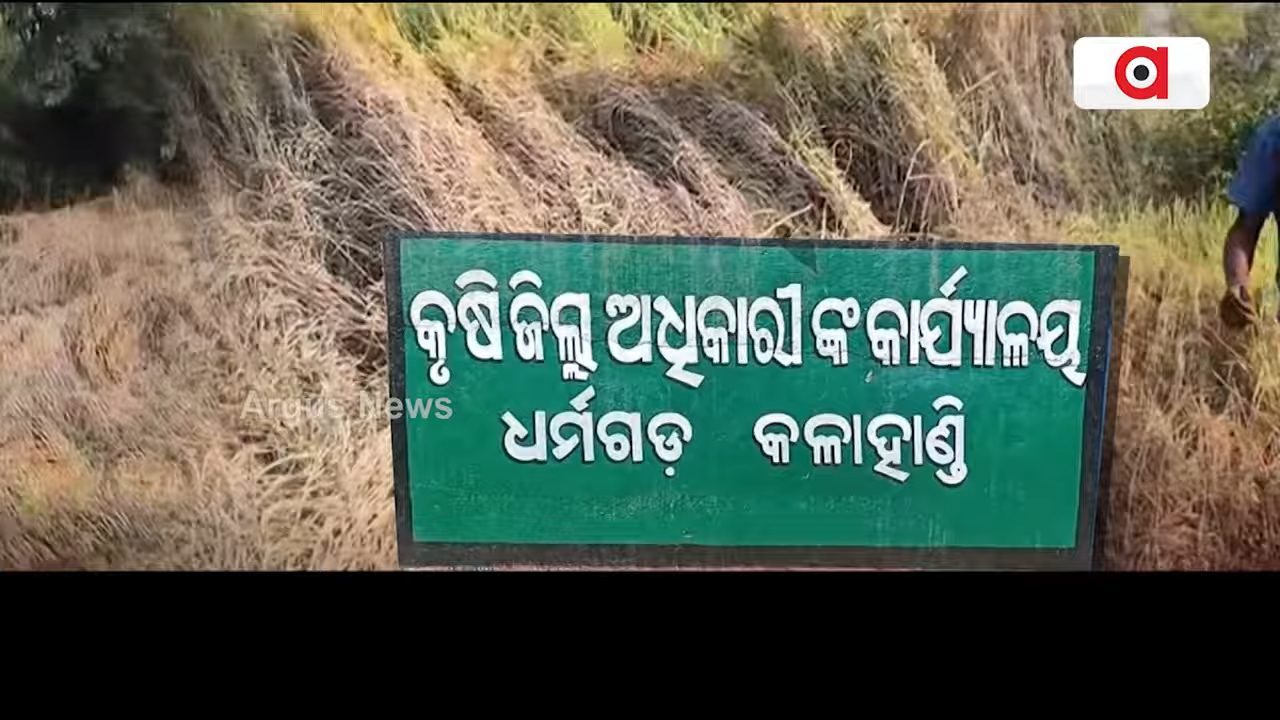 କୃଷି ଜିଲ୍ଲା ଅଧିକାରୀ ଙ୍କ କାର୍ଯ୍ୟାଳୟ
ଧର୍ମଗଡ଼ କଳାହାଣ୍ଡି
Argus News